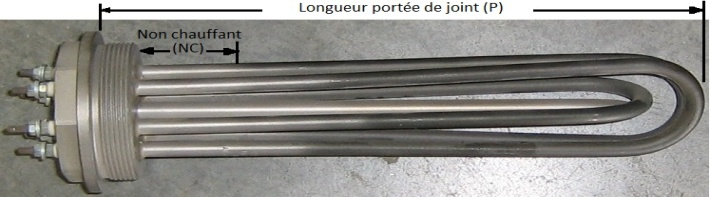 Longueur portée de joint (P)
Non chauffant
(NC)